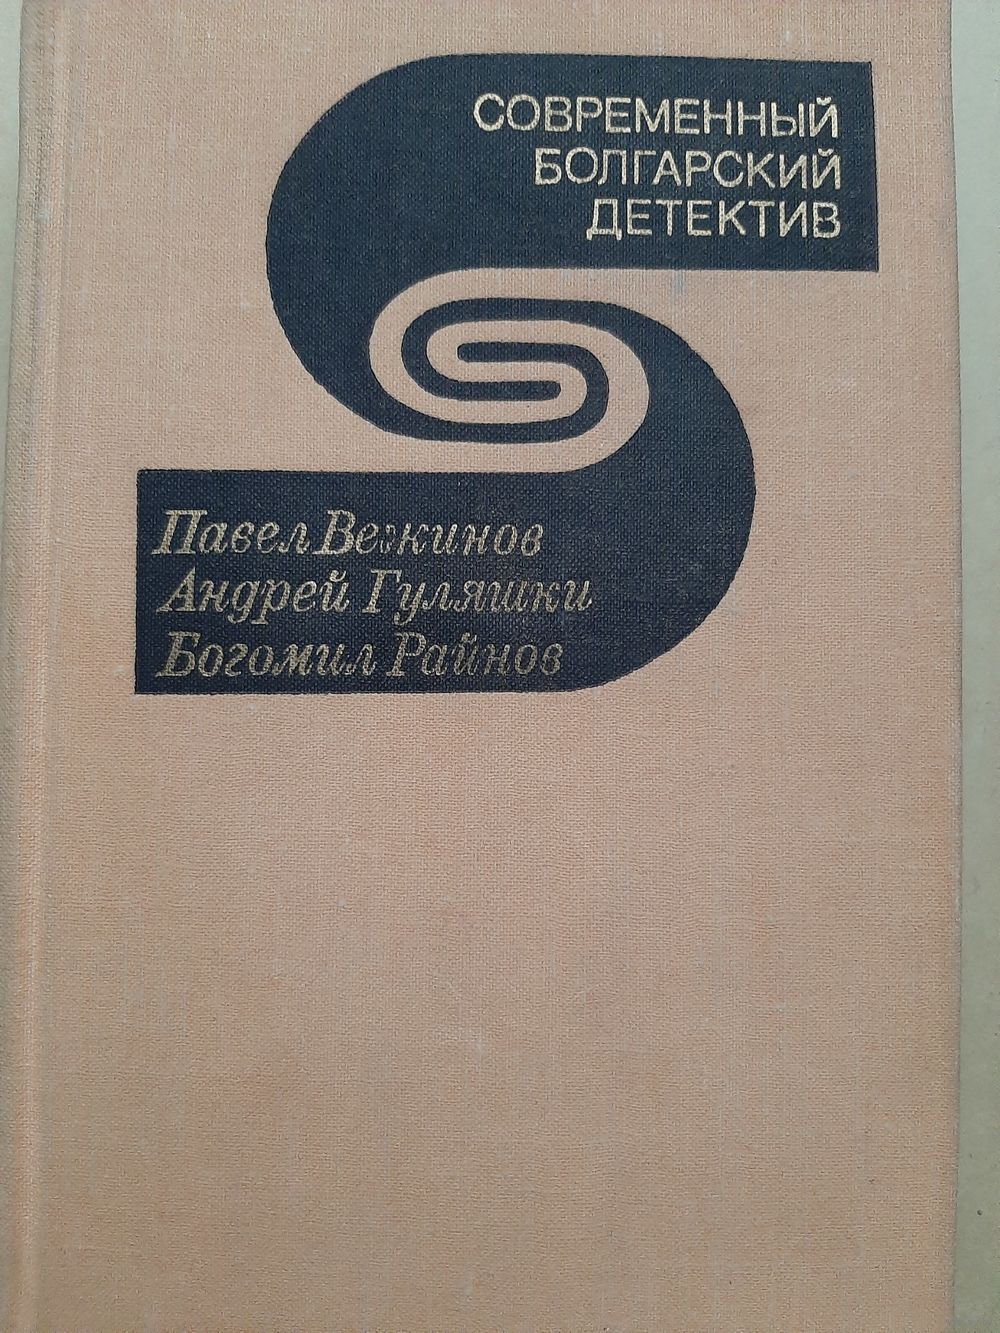 СОВРЕМЕННЫЙ
БОЛГАРСКИЙ
ДЕТЕКТИВ
Павел Вежинов
Андрей Гуляшки
Богомил Райнов